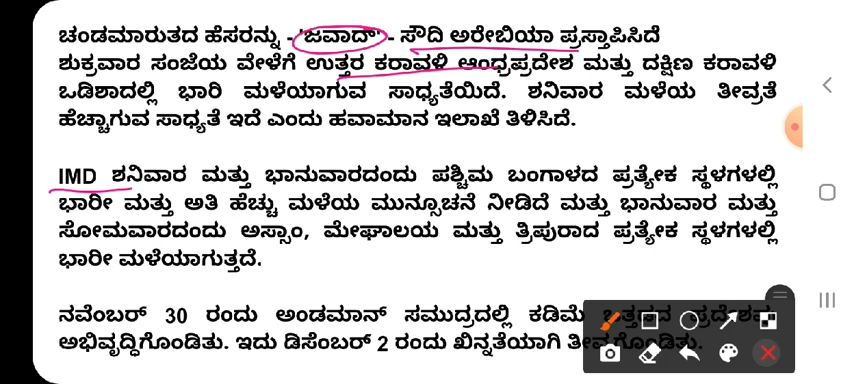 ಚಂಡಮಾರುತದ ಹೆಸರನ್ನು - 'ಜವಾದ್' - ಸೌದಿ ಅರೇಬಿಯಾ ಪ್ರಸ್ತಾಪಿಸಿದೆ
ಶುಕ್ರವಾರ ಸಂಜೆಯ ವೇಳೆಗೆ ಉತ್ತರ ಕರಾವಳಿ ಆಂಧ್ರಪ್ರದೇಶ ಮತ್ತು ದಕ್ಷಿಣ ಕರಾವಳಿ
ಒಡಿಶಾದಲ್ಲಿ ಭಾರಿ ಮಳೆಯಾಗುವ ಸಾಧ್ಯತೆಯಿದೆ. ಶನಿವಾರ ಮಳೆಯ ತೀವ್ರತೆ
ಹೆಚ್ಚಾಗುವ ಸಾಧ್ಯತೆ ಇದೆ ಎಂದು ಹವಾಮಾನ ಇಲಾಖೆ ತಿಳಿಸಿದೆ.
IMD ಶನಿವಾರ ಮತ್ತು ಭಾನುವಾರದಂದು ಪಶ್ಚಿಮ ಬಂಗಾಳದ ಪ್ರತ್ಯೇಕ ಸ್ಥಳಗಳಲ್ಲಿ
ಭಾರೀ ಮತ್ತು ಅತಿ ಹೆಚ್ಚು ಮಳೆಯ ಮುನ್ಸೂಚನೆ ನೀಡಿದೆ ಮತ್ತು ಭಾನುವಾರ ಮತ್ತು
ಸೋಮವಾರದಂದು ಅಸ್ಸಾಂ, ಮೇಘಾಲಯ ಮತ್ತು ತ್ರಿಪುರಾದ ಪ್ರತ್ಯೇಕ ಸ್ಥಳಗಳಲ್ಲಿ
ಭಾರೀ ಮಳೆಯಾಗುತ್ತದೆ.
ನವೆಂಬರ್ 30 ರಂದು ಅಂಡಮಾನ್ ಸಮುದ್ರದಲ್ಲಿ ಕಡಿಮೆ
ಅಭಿವೃದ್ಧಿಗೊಂಡಿತು. ಇದು ಡಿಸೆಂಬರ್ 2 ರಂದು ಖಿನ್ನತೆಯಾಗಿ